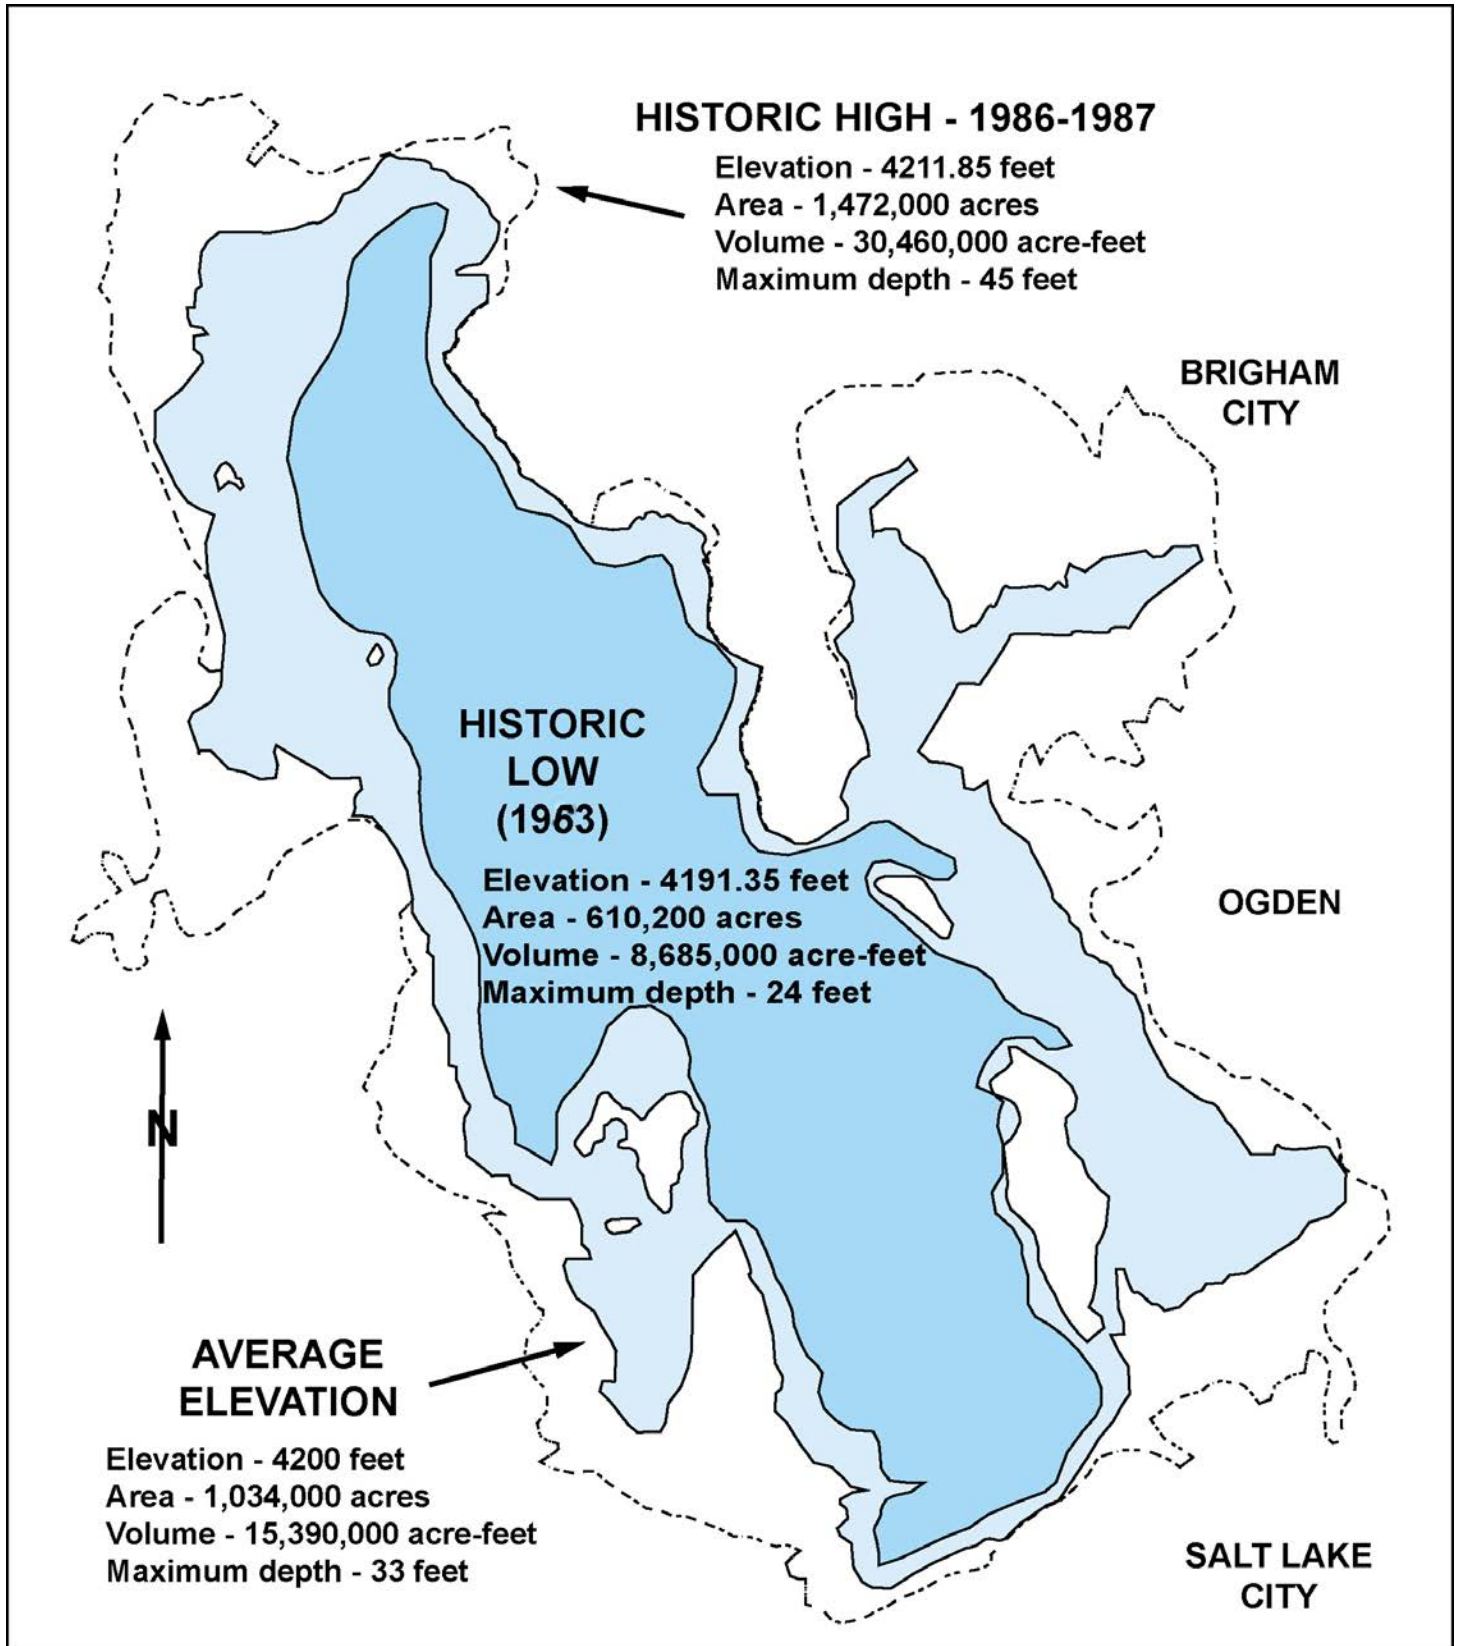 HISTORIC HIGH - 1986-1987
Elevation - 4211.85 feet
Area - 1,472,000 acres
Volume - 30,460,000 acre-feet
Maximum depth - 45 feet
BRIGHAM
CITY
HISTORIC
LOW
(1963)
Elevation - 4191.35 feet
Area - 610,200 acres
Volume - 8,685,000 acre-feet
Maximum depth - 24 feet
OGDEN
N
AVERAGE
ELEVATION
Elevation - 4200 feet
Area - 1,034,000 acres
Volume - 15,390,000 acre-feet
Maximum depth - 33 feet
SALT LAKE
CITY